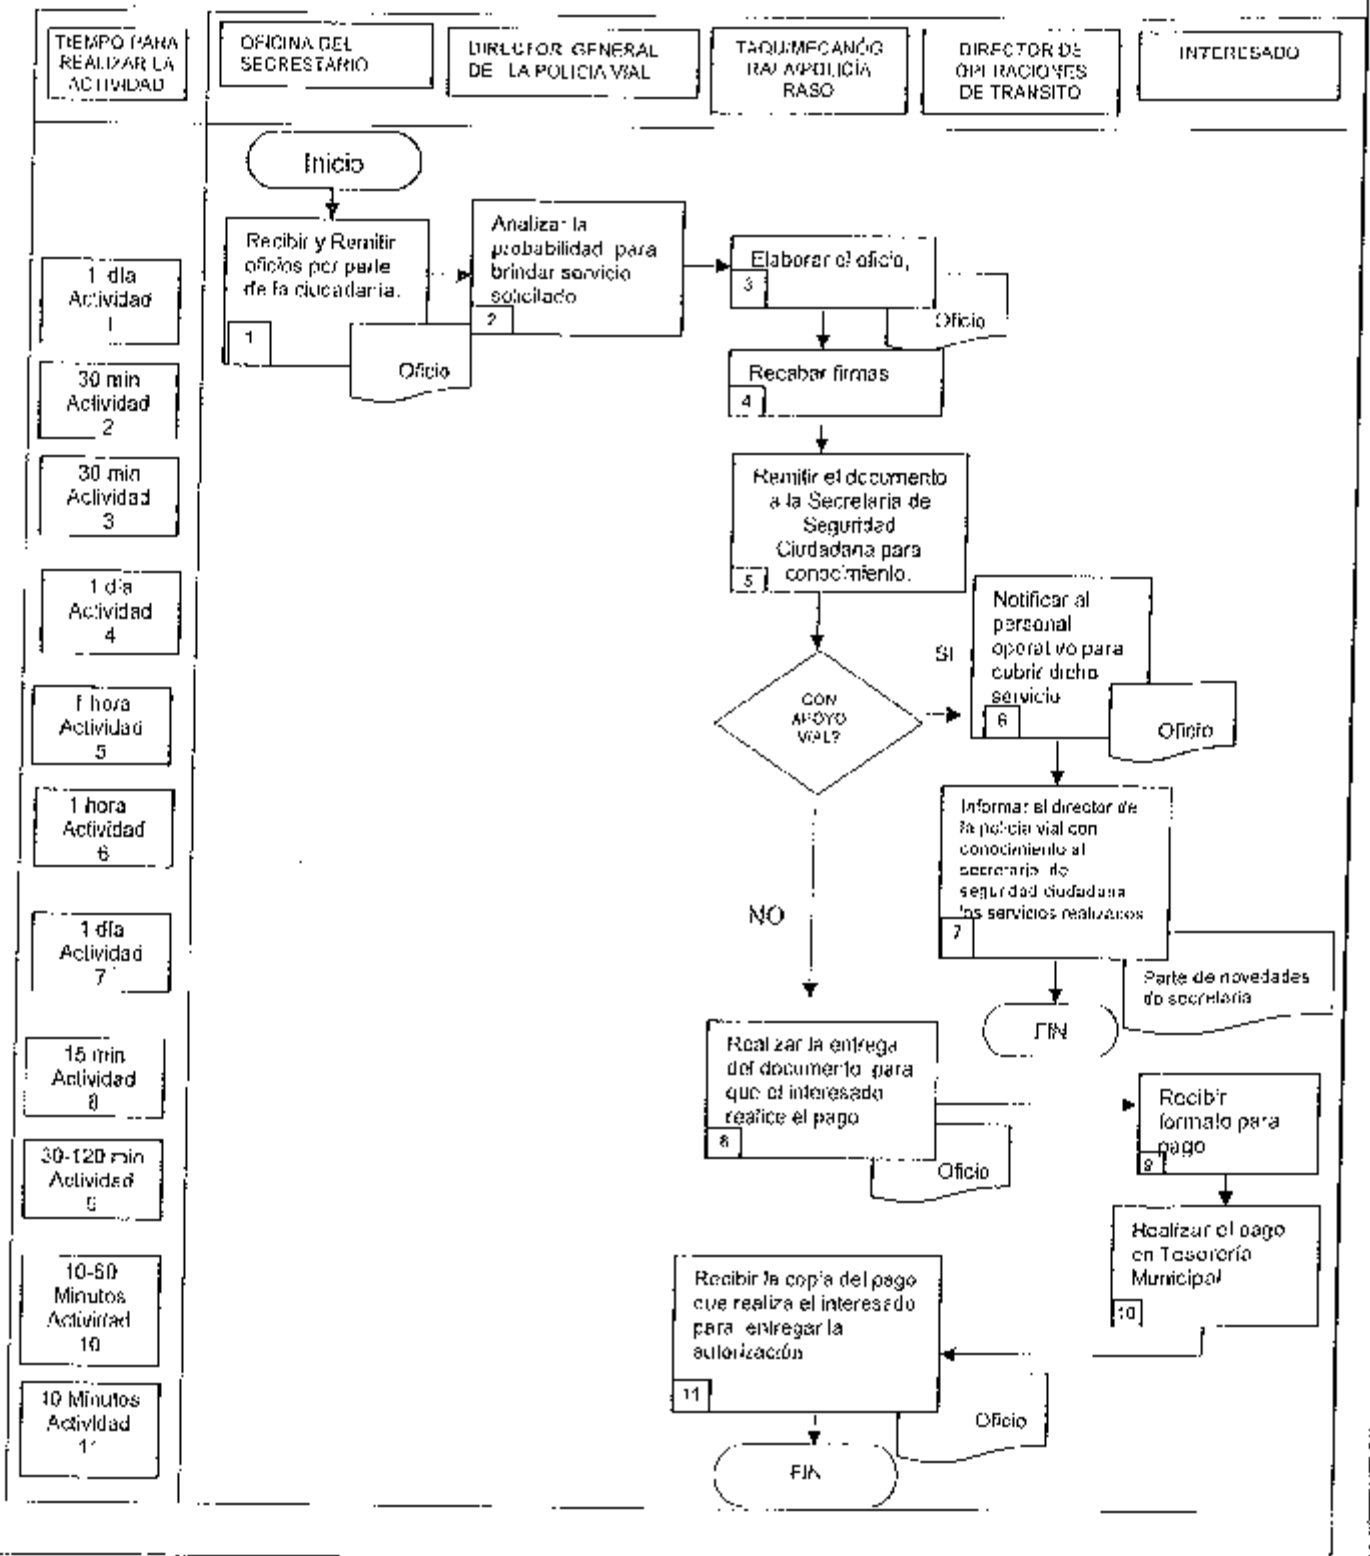 TIEMPO PARA
REALIZAR LA
ACTIVIDAD
OFICINA DEL
SECRESTARIO
DIRECTOR GENERAL
DE LA POLICIA VIAL
TAQUIMECANÓG
RAFA/POLICÍA
RASO
DIRECTOR DE
OPERACIONES
DE TRANSITO
INTERESADO
Inicio
Recibir y Remitir
oficios por parte
de la ciudadanía.
1
Oficio
Analizar la
probabilidad para
brindar servicio
solicitado
2
Elaborar el oficio,
3
Oficio
Recabar firmas
4
Remitir el documento
a la Secretaria de
Seguridad
Ciudadana para
conocimiento.
5
CON
APOYO
VIAL?
SI
NO
Notificar al
personal
operativo para
cubrir dicho
servicio
6
Oficio
Informar al director de
la policía vial con
conocimiento al
secretario de
seguridad ciudadana
los servicios realizados
7
Parte de novedades
de secretaria
FIN
Realizar la entrega
del documento para
que el interesado
realice el pago
8
Oficio
Recibir
formato para
pago
9
Realizar el pago
en Tesorería
Municipal
10
Recibir la copia del pago
que realiza el interesado
para entregar la
autorización
11
Oficio
FIN
1 día
Actividad
1
30 min
Actividad
2
30 min
Actividad
3
1 día
Actividad
4
1 hora
Actividad
5
1 hora
Actividad
6
1 día
Actividad
7
15 min
Actividad
8
30-120 min
Actividad
9
10-60
Minutos
Actividad
10
10 Minutos
Actividad
11